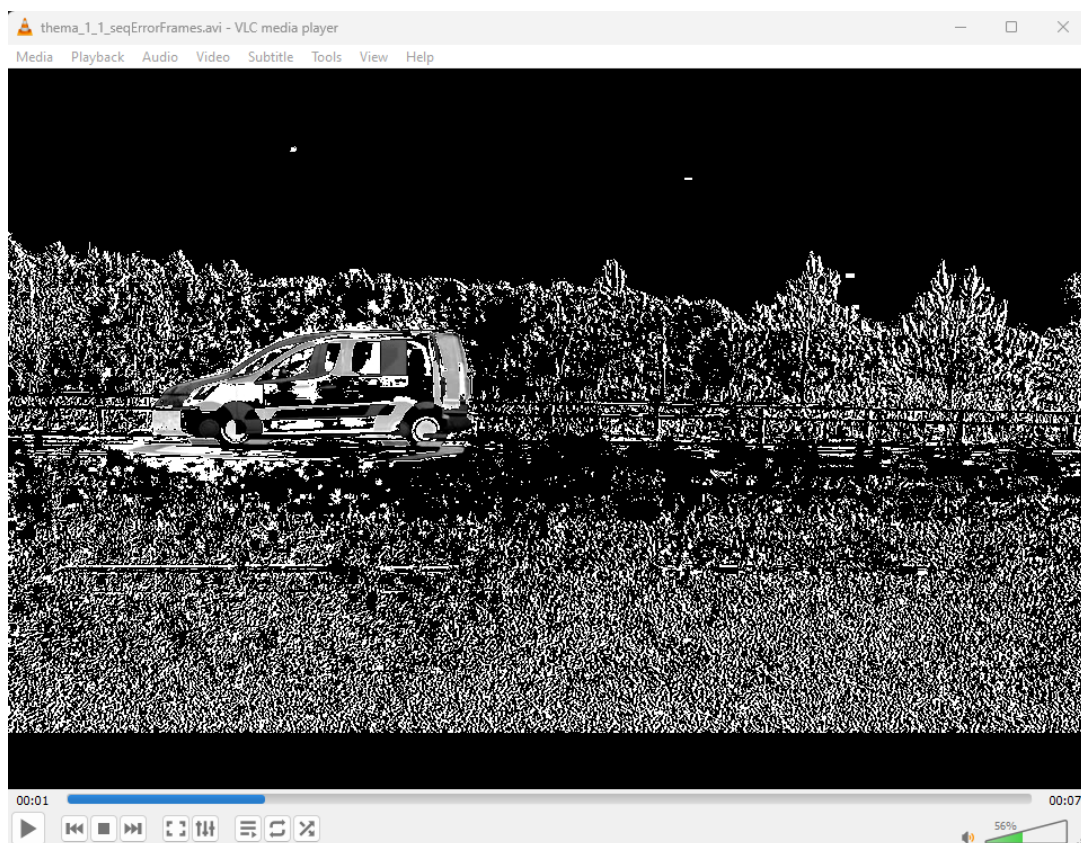 thema_1_1_seqErrorFrames.avi - VLC media player
Media Playback Audio Video Subtitle Tools View Help
00:01 00:07
56%